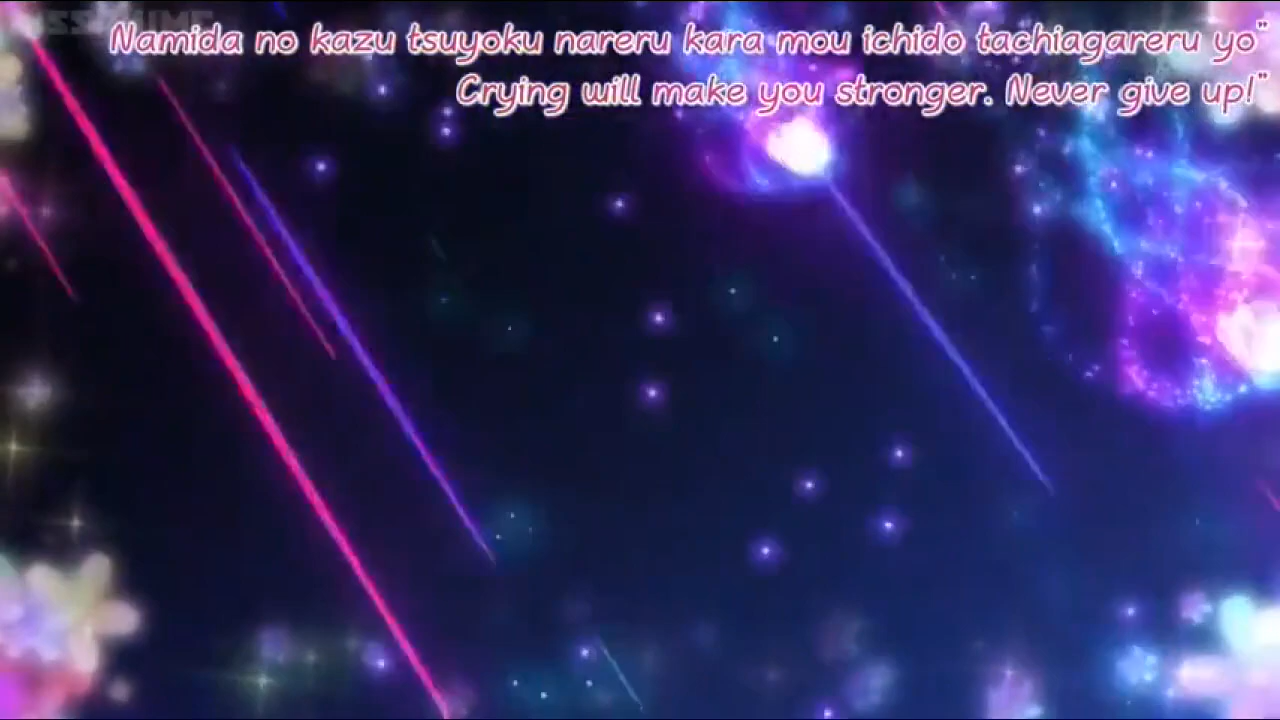 Namida no kazu tsuyoku nareru kara mou ichido tachiagareru yo"
Crying will make you stronger. Never give up!"